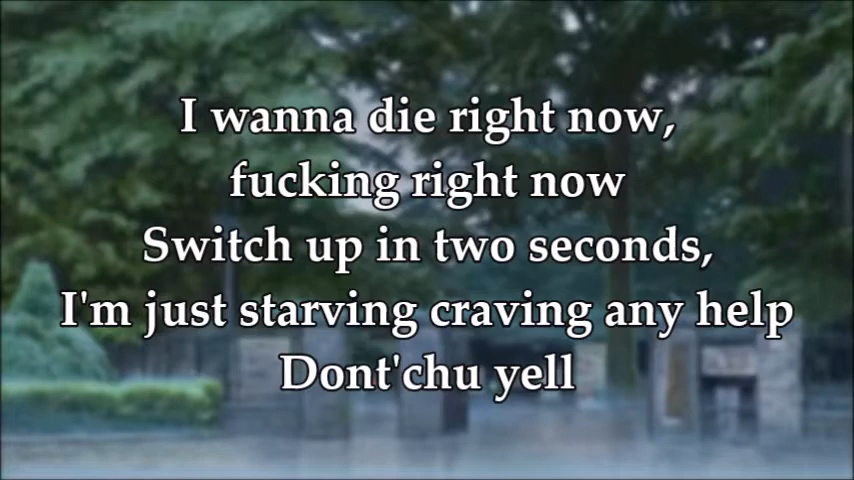 I wanna die right now,
fucking right now
Switch up in two seconds,
I'm just starving craving any help
Dont'chu yell